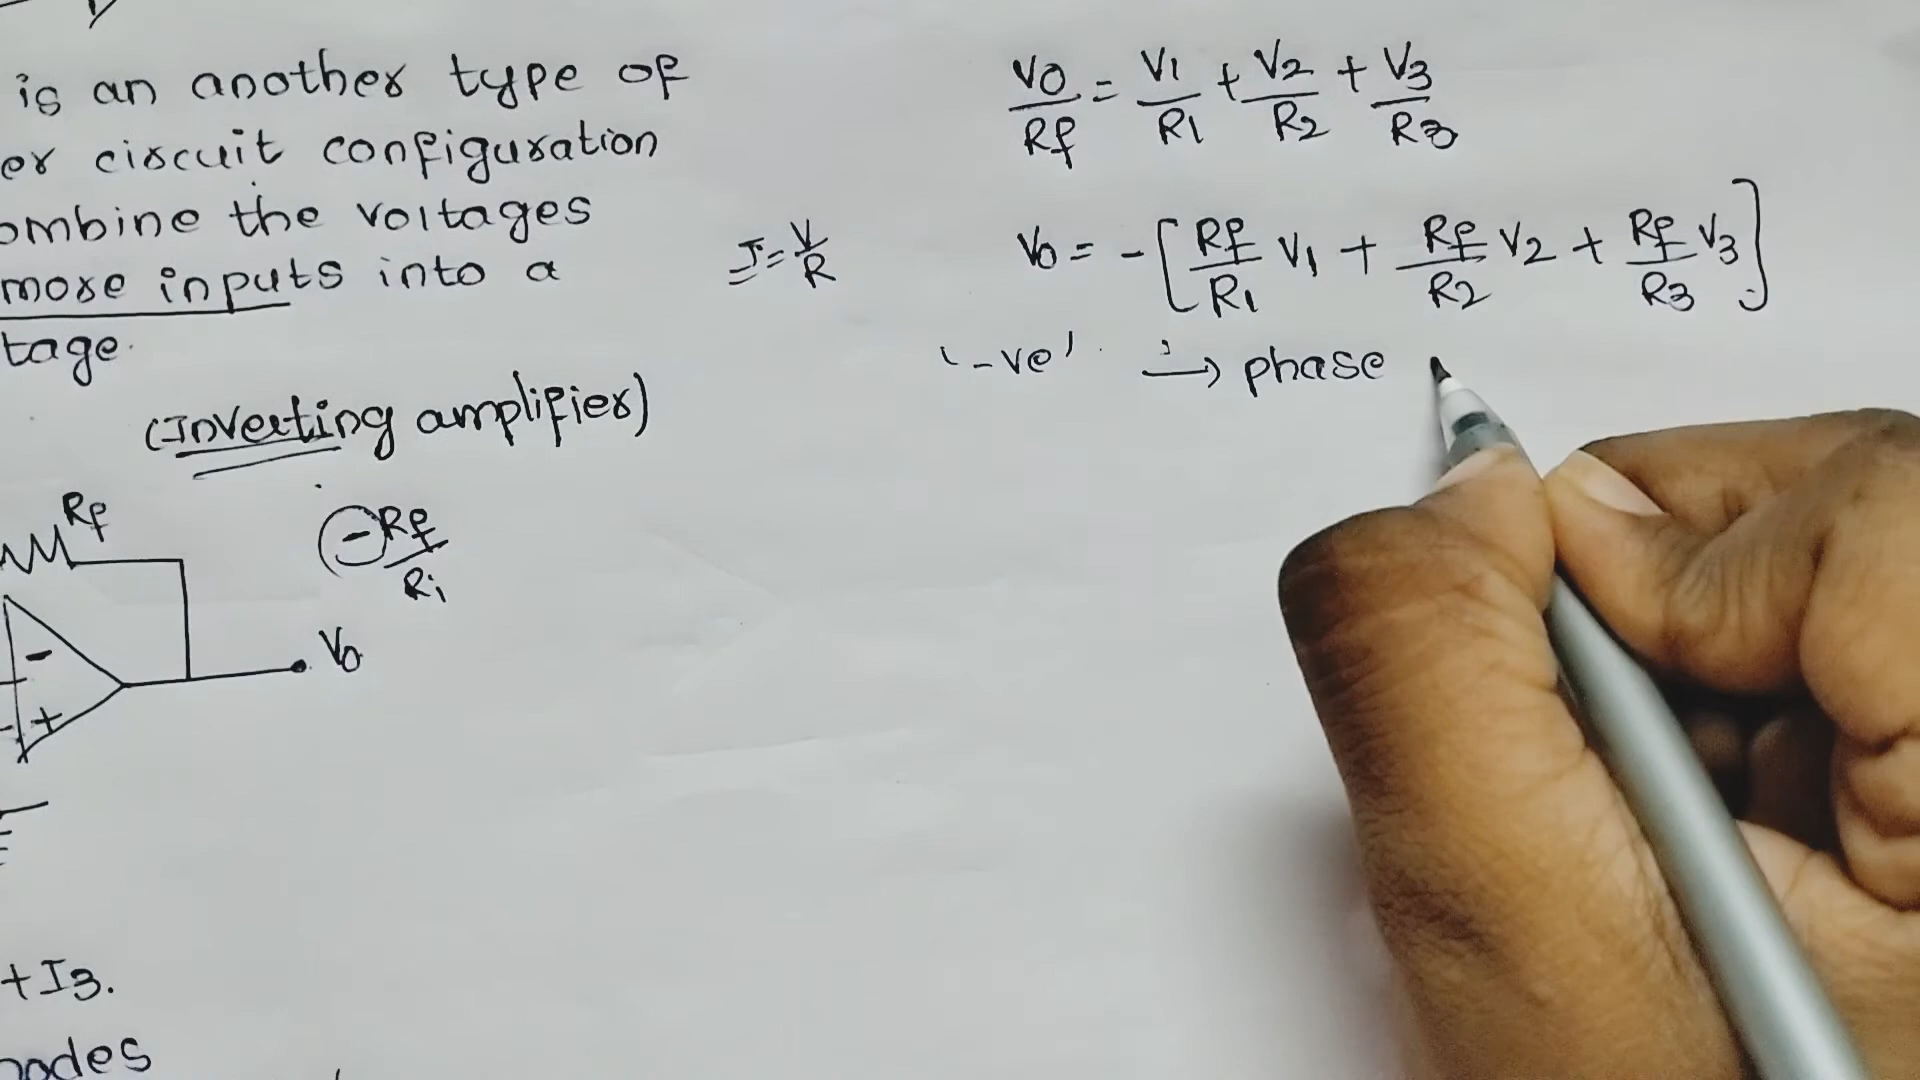 is an another type of
er circuit configuration
ombine the voltages
more inputs into a
tage.
(Inverting amplifier)
Rf
-Rf/Ri
-
+
Vo
+I3.
nodes
I=V/R
Vo/Rf = V1/R1 + V2/R2 + V3/R3
Vo = -[Rf/R1 V1 + Rf/R2 V2 + Rf/R3 V3]
'-ve' → phase